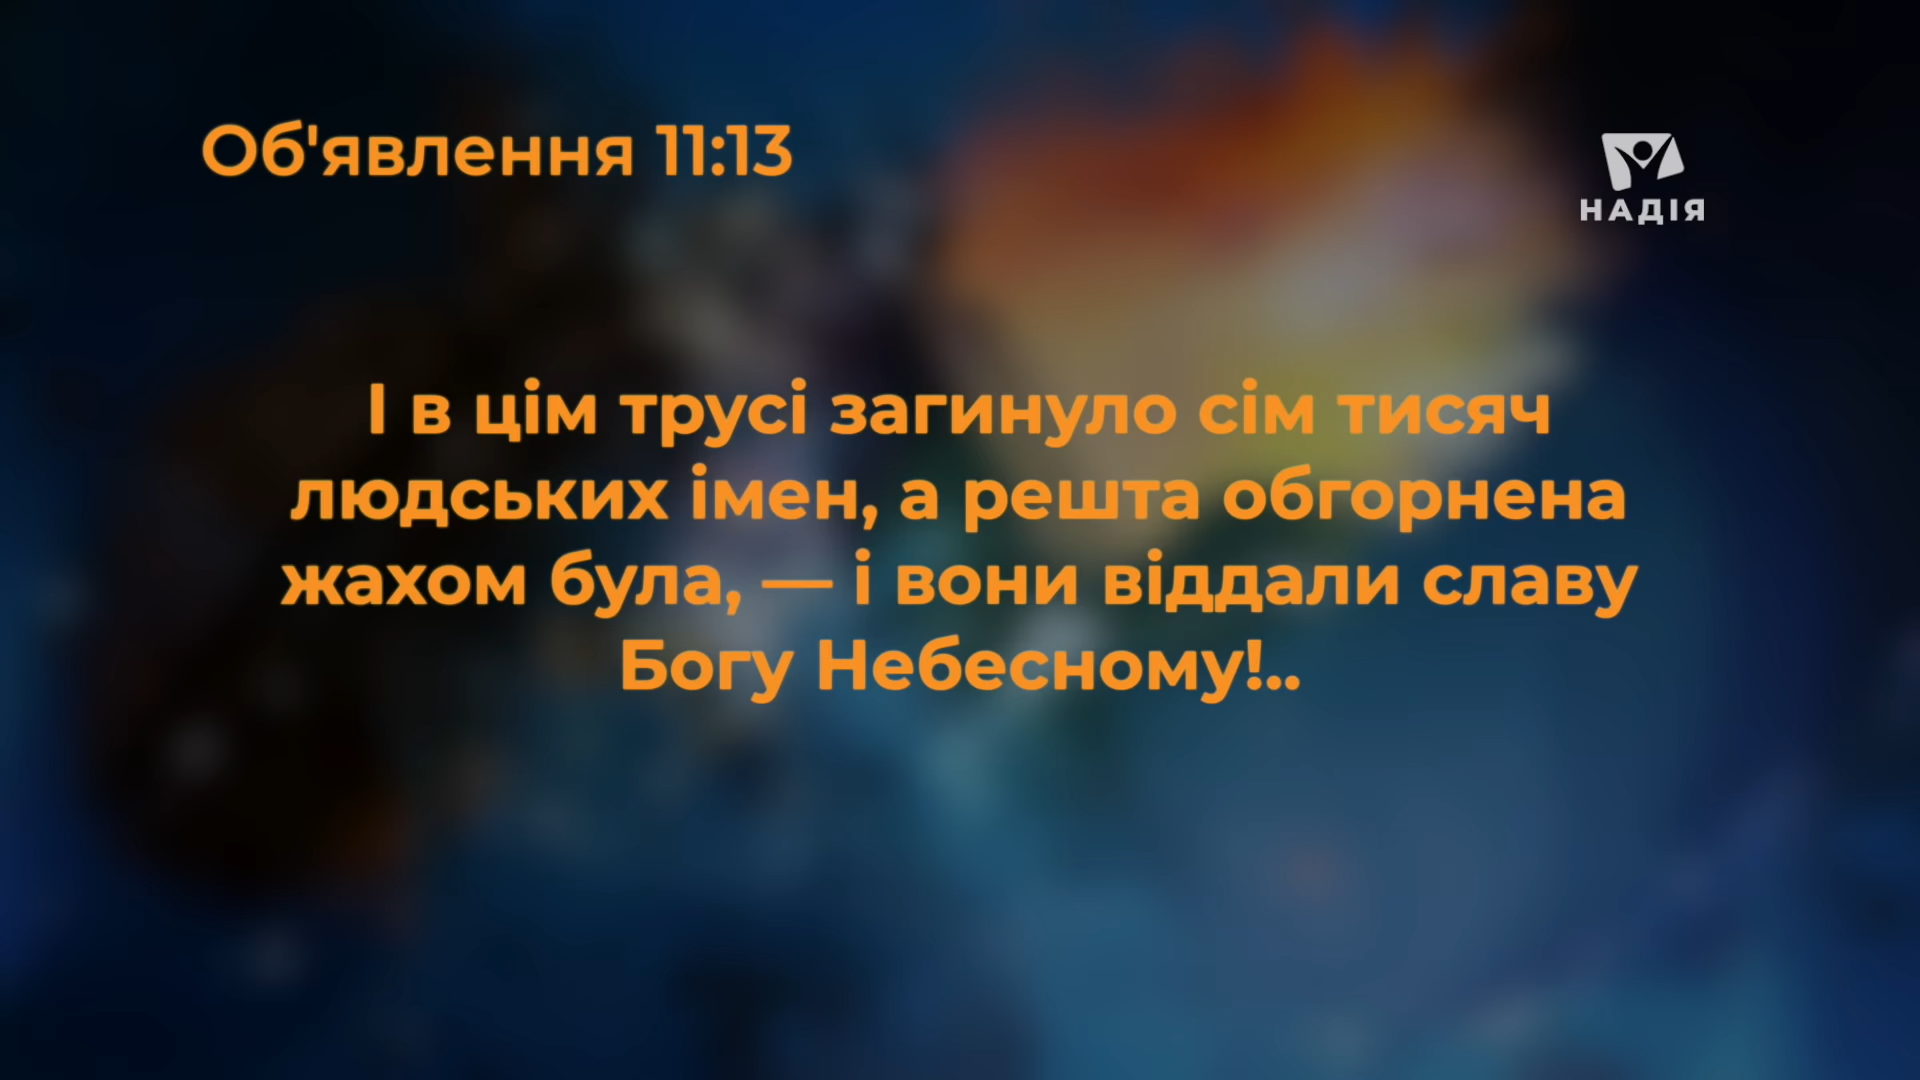 Об'явлення 11:13
НАДІЯ
І в цім трусі загинуло сім тисяч
людських імен, а решта обгорнена
жахом була, — і вони віддали славу
Богу Небесному!..